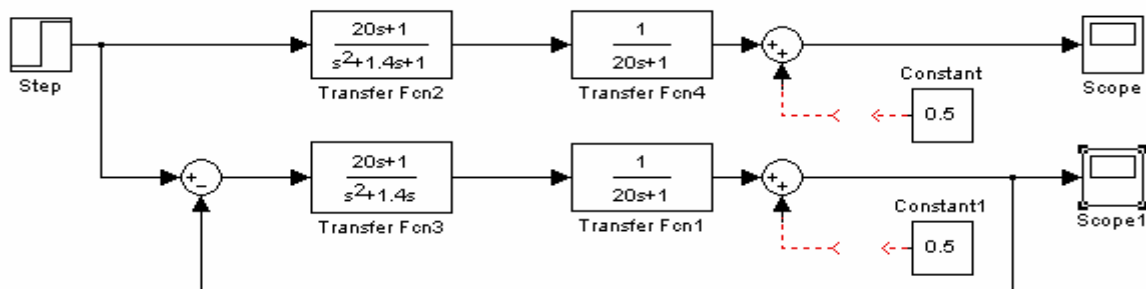 Step
20s+1
s²+1.4s+1
Transfer Fcn2
1
20s+1
Transfer Fcn4
+
+
Constant
0.5
Scope
+
−
20s+1
s²+1.4s
Transfer Fcn3
1
20s+1
Transfer Fcn1
+
+
Constant1
0.5
Scope1